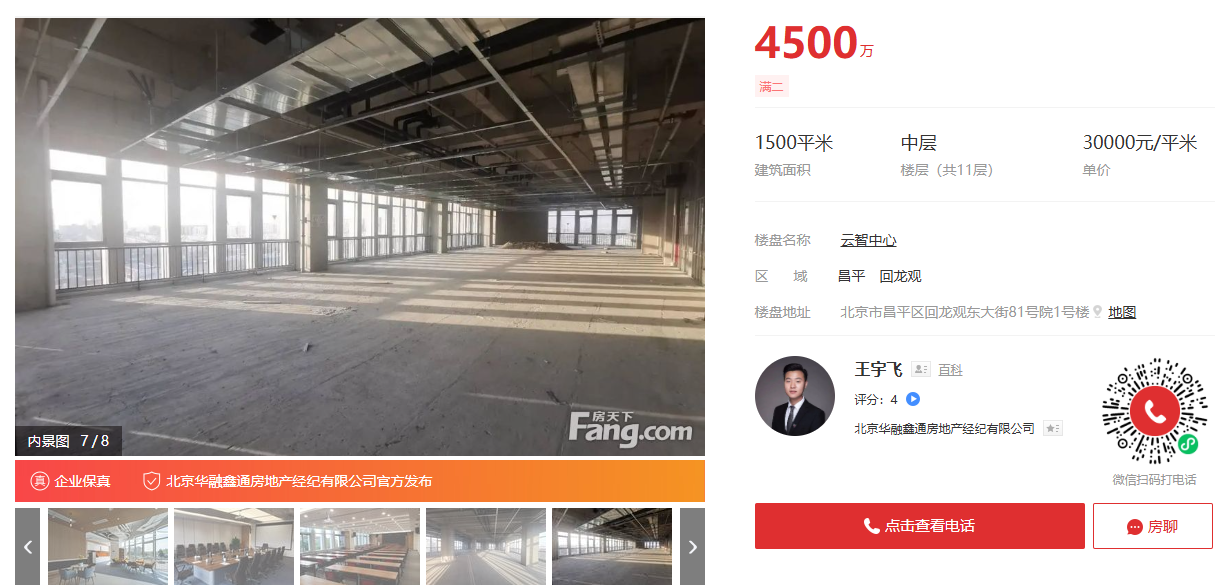 房天下
Fang.com
内景图 7 / 8
真 企业保真 北京华融鑫通房地产经纪有限公司官方发布
4500万
满二
1500平米 中层 30000元/平米
建筑面积 楼层（共11层） 单价
楼盘名称 云智中心
区 域 昌平 回龙观
楼盘地址 北京市昌平区回龙观东大街81号院1号楼 地图
王宇飞 百科
评分：4
北京华融鑫通房地产经纪有限公司
微信扫码打电话
点击查看电话 房聊